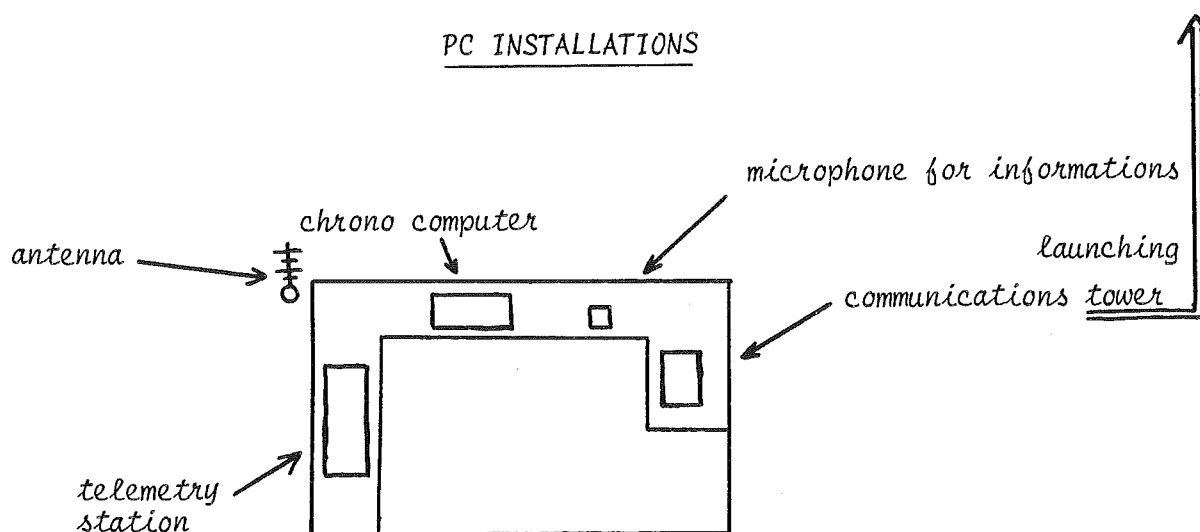 PC INSTALLATIONS
microphone for informations
chrono computer
antenna
launching
communications tower
telemetry
station